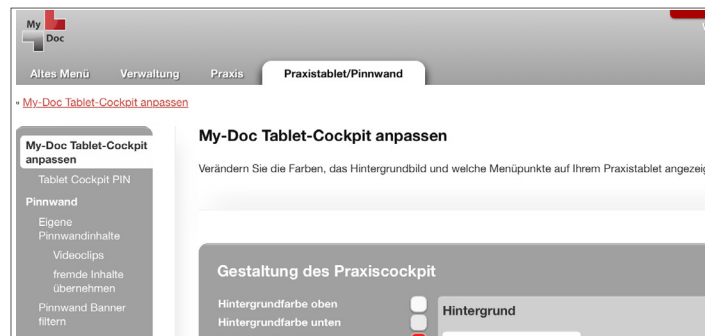 My
Doc
Altes Menü Verwaltung Praxis Praxistablet/Pinnwand
» My-Doc Tablet-Cockpit anpassen
My-Doc Tablet-Cockpit
anpassen
Tablet Cockpit PIN
Pinnwand
Eigene
Pinnwandinhalte
Videoclips
fremde Inhalte
übernehmen
Pinnwand Banner
filtern
My-Doc Tablet-Cockpit anpassen
Verändern Sie die Farben, das Hintergrundbild und welche Menüpunkte auf Ihrem Praxistablet
Gestaltung des Praxiscockpit
Hintergrundfarbe oben
Hintergrundfarbe unten
Hintergrund